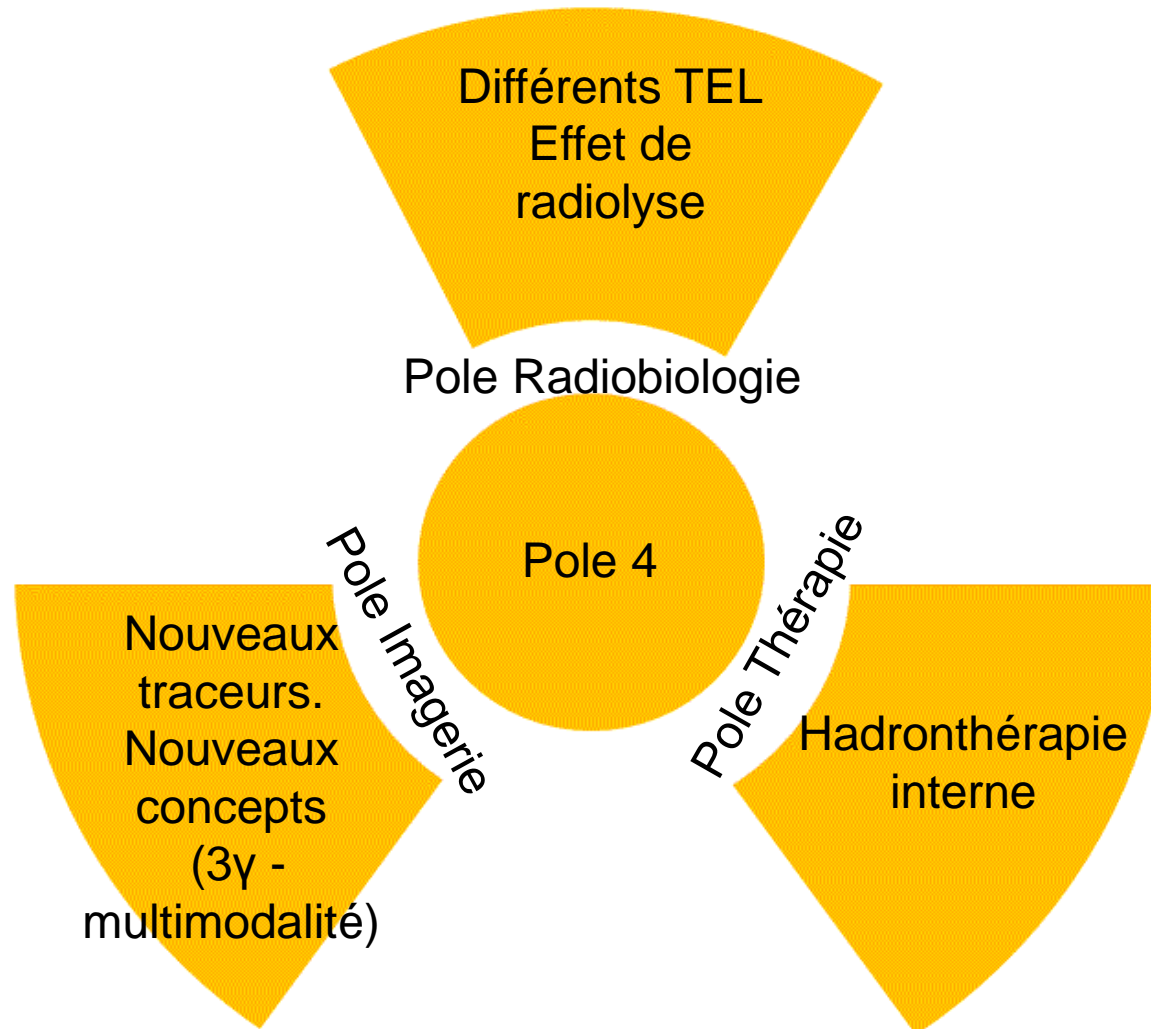 Différents TEL
Effet de
radiolyse
Pole Radiobiologie
Pole 4
Pole Imagerie
Pole Thérapie
Nouveaux
traceurs.
Nouveaux
concepts
(3γ -
multimodalité)
Hadronthérapie
interne